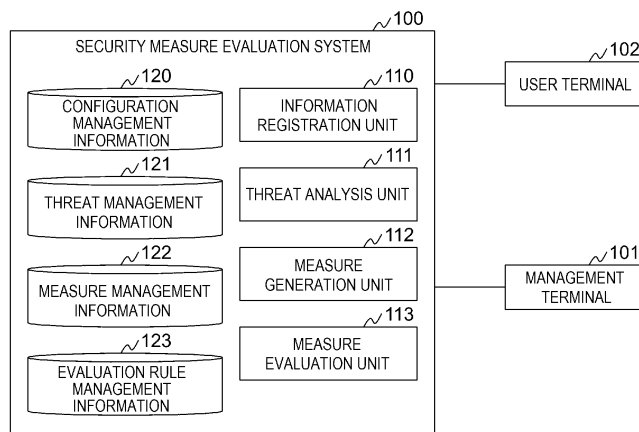 100
SECURITY MEASURE EVALUATION SYSTEM
120
CONFIGURATION
MANAGEMENT
INFORMATION
110
INFORMATION
REGISTRATION UNIT
121
THREAT MANAGEMENT
INFORMATION
111
THREAT ANALYSIS UNIT
122
MEASURE MANAGEMENT
INFORMATION
112
MEASURE
GENERATION UNIT
123
EVALUATION RULE
MANAGEMENT
INFORMATION
113
MEASURE
EVALUATION UNIT
102
USER TERMINAL
101
MANAGEMENT
TERMINAL